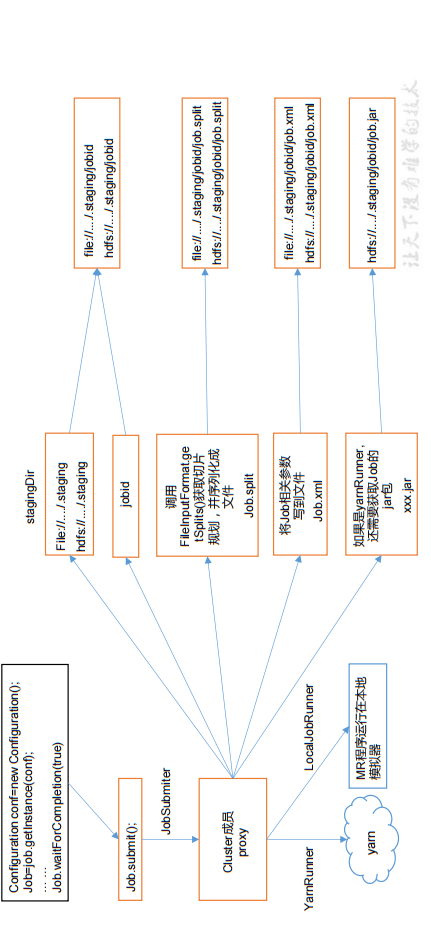 Configuration conf=new Configuration();
Job=job.getInstance(conf);
… …
Job.waitForCompletion(true)
Job.submit();
JobSubmiter
Cluster成员
proxy
YarnRunner
yarn
LocalJobRunner
MR程序运行在本地
模拟器
stagingDir
File://..../.staging
hdfs://..../.staging
jobid
调用
FileInputFormat.ge
tSplits()获取切片
规划，并序列化成
文件
Job.split
将Job相关参数
写到文件
Job.xml
如果是yarnRunner，
还需要获取Job的
jar包
xxx.jar
file://..../.staging/jobid
hdfs://..../.staging/jobid
file://..../.staging/jobid/job.split
hdfs://..../.staging/jobid/job.split
file://..../.staging/jobid/job.xml
hdfs://..../.staging/jobid/job.xml
hdfs://..../.staging/jobid/job.jar
让天下没有难学的技术